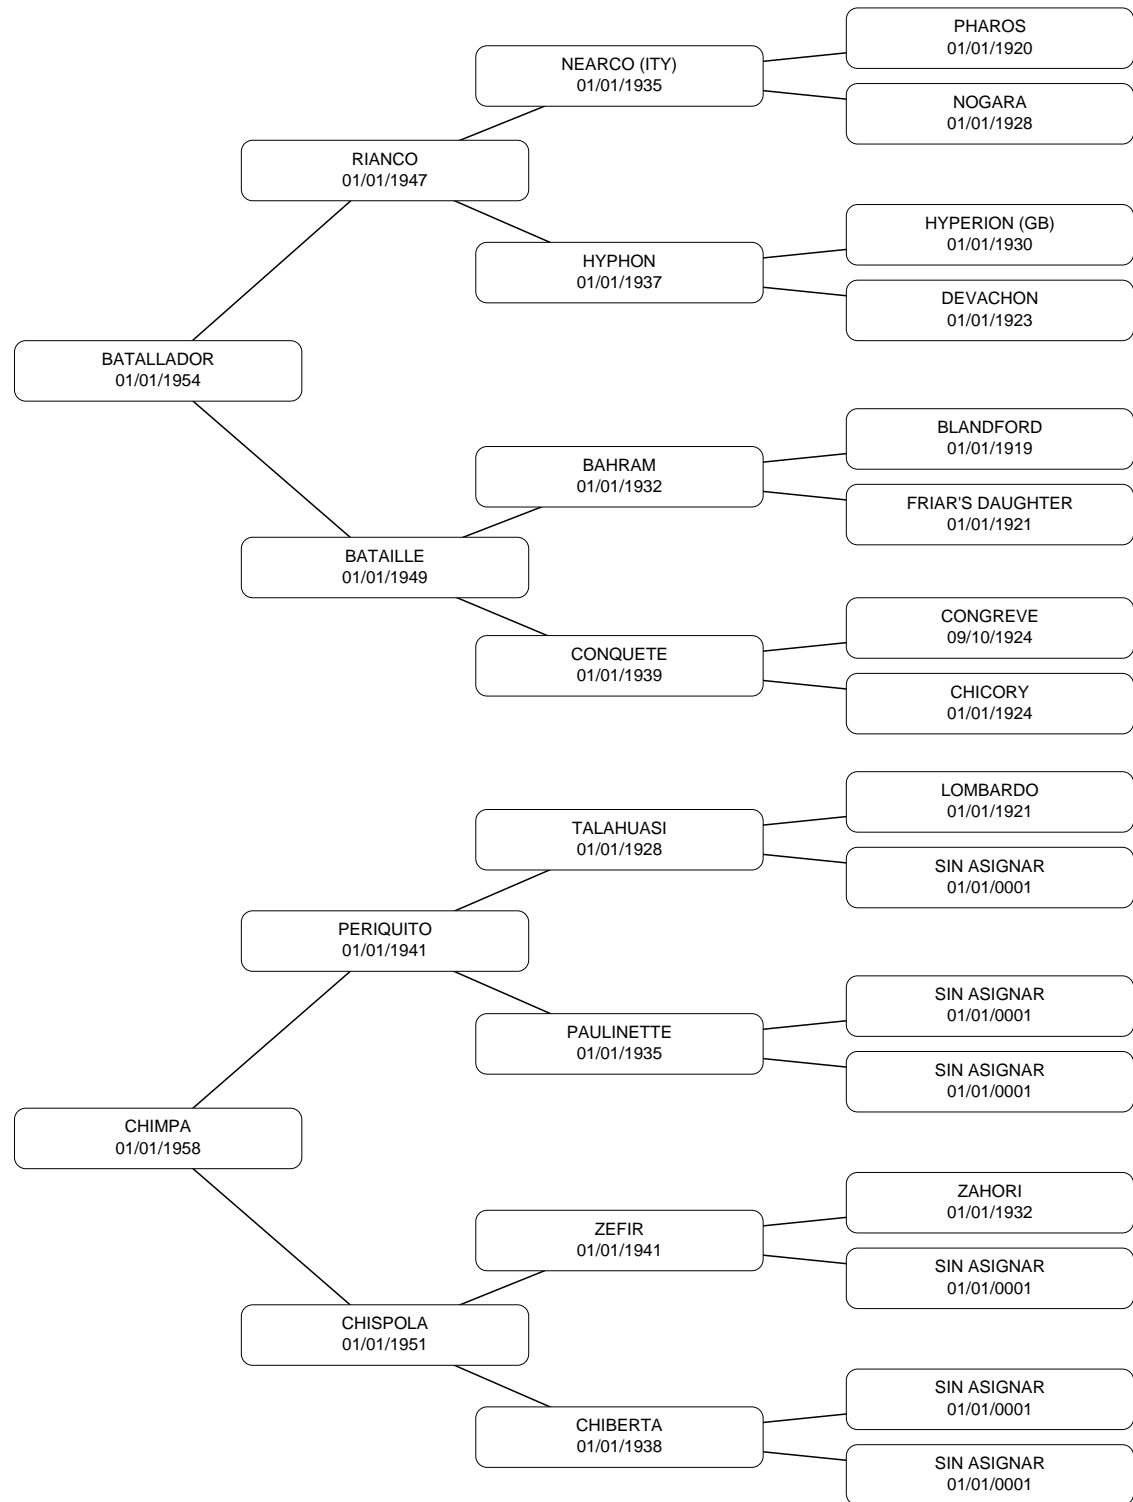 PHAROS
01/01/1920
NEARCO (ITY)
01/01/1935
NOGARA
01/01/1928
RIANCO
01/01/1947
HYPERION (GB)
01/01/1930
HYPHON
01/01/1937
DEVACHON
01/01/1923
BATALLADOR
01/01/1954
BLANDFORD
01/01/1919
BAHRAM
01/01/1932
FRIAR'S DAUGHTER
01/01/1921
BATAILLE
01/01/1949
CONGREVE
09/10/1924
CONQUETE
01/01/1939
CHICORY
01/01/1924
LOMBARDO
01/01/1921
TALAHUASI
01/01/1928
SIN ASIGNAR
01/01/0001
PERIQUITO
01/01/1941
SIN ASIGNAR
01/01/0001
PAULINETTE
01/01/1935
SIN ASIGNAR
01/01/0001
CHIMPA
01/01/1958
ZAHORI
01/01/1932
ZEFIR
01/01/1941
SIN ASIGNAR
01/01/0001
CHISPOLA
01/01/1951
SIN ASIGNAR
01/01/0001
CHIBERTA
01/01/1938
SIN ASIGNAR
01/01/0001